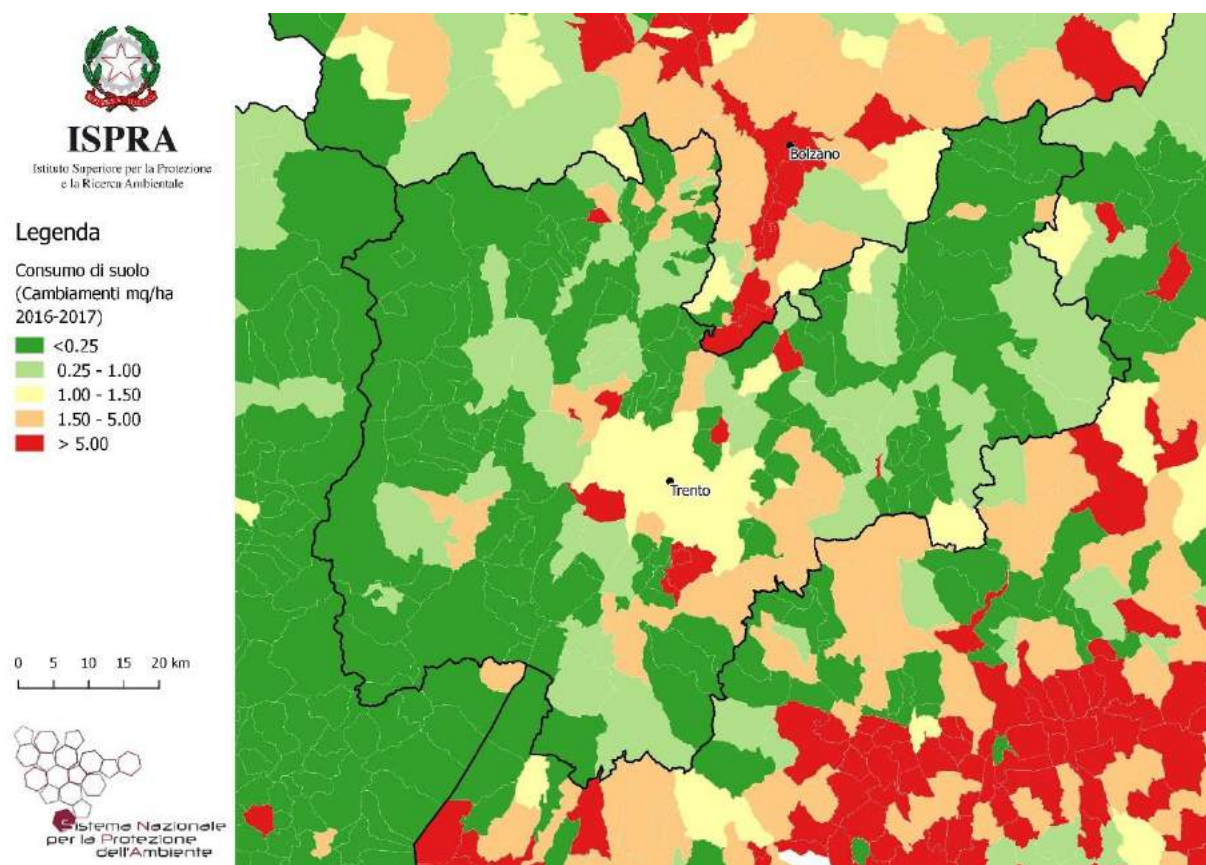 ISPRA
Istituto Superiore per la Protezione
e la Ricerca Ambientale
Legenda
Consumo di suolo
(Cambiamenti mq/ha
2016-2017)
<0.25
0.25 - 1.00
1.00 - 1.50
1.50 - 5.00
> 5.00
0 5 10 15 20 km
Sistema Nazionale
per la Protezione
dell'Ambiente
Bolzano
Trento